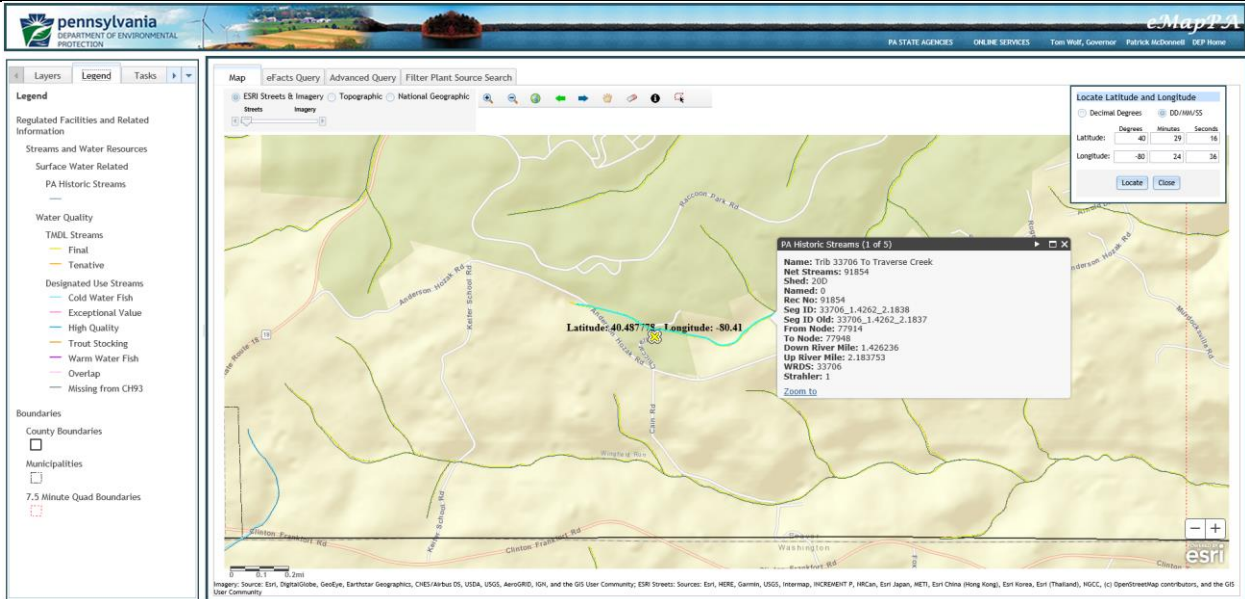 pennsylvania
DEPARTMENT OF ENVIRONMENTAL
PROTECTION
eMapPA
PA STATE AGENCIES ONLINE SERVICES Tom Wolf, Governor Patrick McDonnell DEP Home
Layers Legend Tasks
Legend
Regulated Facilities and Related
Information
Streams and Water Resources
Surface Water Related
PA Historic Streams
Water Quality
TMDL Streams
Final
Tenative
Designated Use Streams
Cold Water Fish
Exceptional Value
High Quality
Trout Stocking
Warm Water Fish
Overlap
Missing from CH93
Boundaries
County Boundaries
Municipalities
7.5 Minute Quad Boundaries
Map eFacts Query Advanced Query Filter Plant Source Search
ESRI Streets & Imagery Topographic National Geographic
Streets Imagery
Locate Latitude and Longitude
Decimal Degrees DD/MM/SS
Degrees Minutes Seconds
Latitude: 40 29 16
Longitude: -80 24 36
Locate Close
Raccoon Park Rd
Anderson Hozak Rd
Keifer School Rd
18
Anderson Hozak Rd
Latitude: 40.487778 Longitude: -80.41
Cain Rd
Wingfield Run
Murdocksville Rd
PA Historic Streams (1 of 5)
Name: Trib 33706 To Traverse Creek
Net Streams: 91854
Shed: 20D
Named: 0
Rec No: 91854
Seg ID: 33706_1.4262_2.1838
Seg ID Old: 33706_1.4262_2.1837
From Node: 77914
To Node: 77948
Down River Mile: 1.426236
Up River Mile: 2.183753
WRDS: 33706
Strahler: 1
Zoom to
Keifer School Rd
Clinton Frankfort Rd
Clinton Frankfort Rd
Beaver
Washington
0 0.1 0.2mi
esri
Imagery: Source: Esri, DigitalGlobe, GeoEye, Earthstar Geographics, CNES/Airbus DS, USDA, USGS, AeroGRID, IGN, and the GIS User Community; ESRI Streets: Sources: Esri, HERE, Garmin, USGS, Intermap, INCREMENT P, NRCan, Esri Japan, METI, Esri China (Hong Kong), Esri Korea, Esri (Thailand), NGCC, (c) OpenStreetMap contributors, and the GIS
User Community